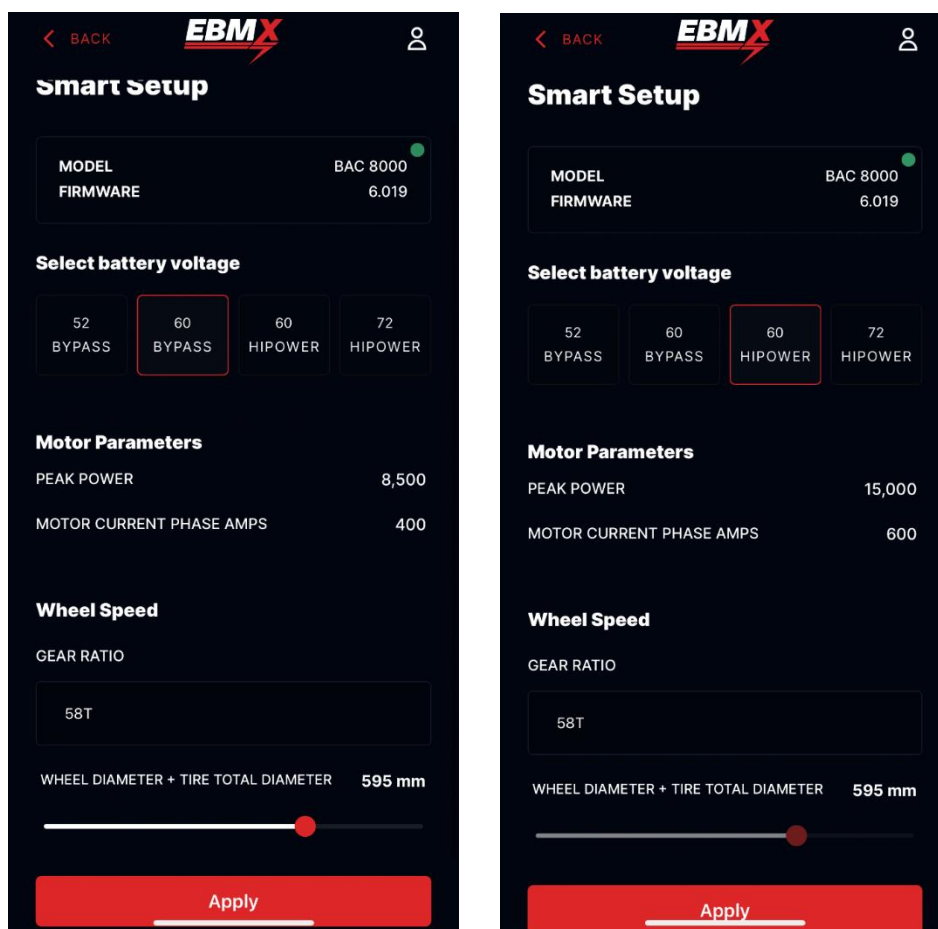 BACK
EBMX
Smart Setup
MODEL BAC 8000
FIRMWARE 6.019
Select battery voltage
52 60 60 72
BYPASS BYPASS HIPOWER HIPOWER
Motor Parameters
PEAK POWER 8,500
MOTOR CURRENT PHASE AMPS 400
Wheel Speed
GEAR RATIO
58T
WHEEL DIAMETER + TIRE TOTAL DIAMETER 595 mm
Apply
BACK
EBMX
Smart Setup
MODEL BAC 8000
FIRMWARE 6.019
Select battery voltage
52 60 60 72
BYPASS BYPASS HIPOWER HIPOWER
Motor Parameters
PEAK POWER 15,000
MOTOR CURRENT PHASE AMPS 600
Wheel Speed
GEAR RATIO
58T
WHEEL DIAMETER + TIRE TOTAL DIAMETER 595 mm
Apply